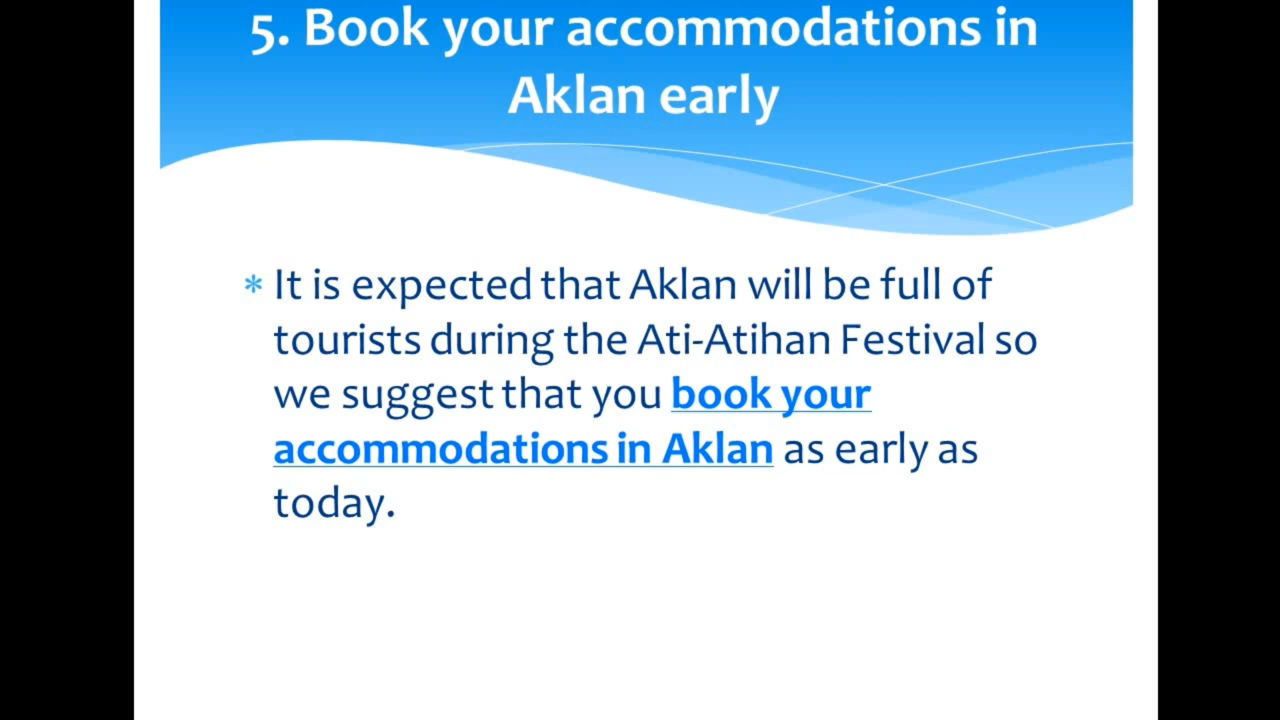 5. Book your accommodations in
Aklan early
* It is expected that Aklan will be full of
tourists during the Ati-Atihan Festival so
we suggest that you book your
accommodations in Aklan as early as
today.